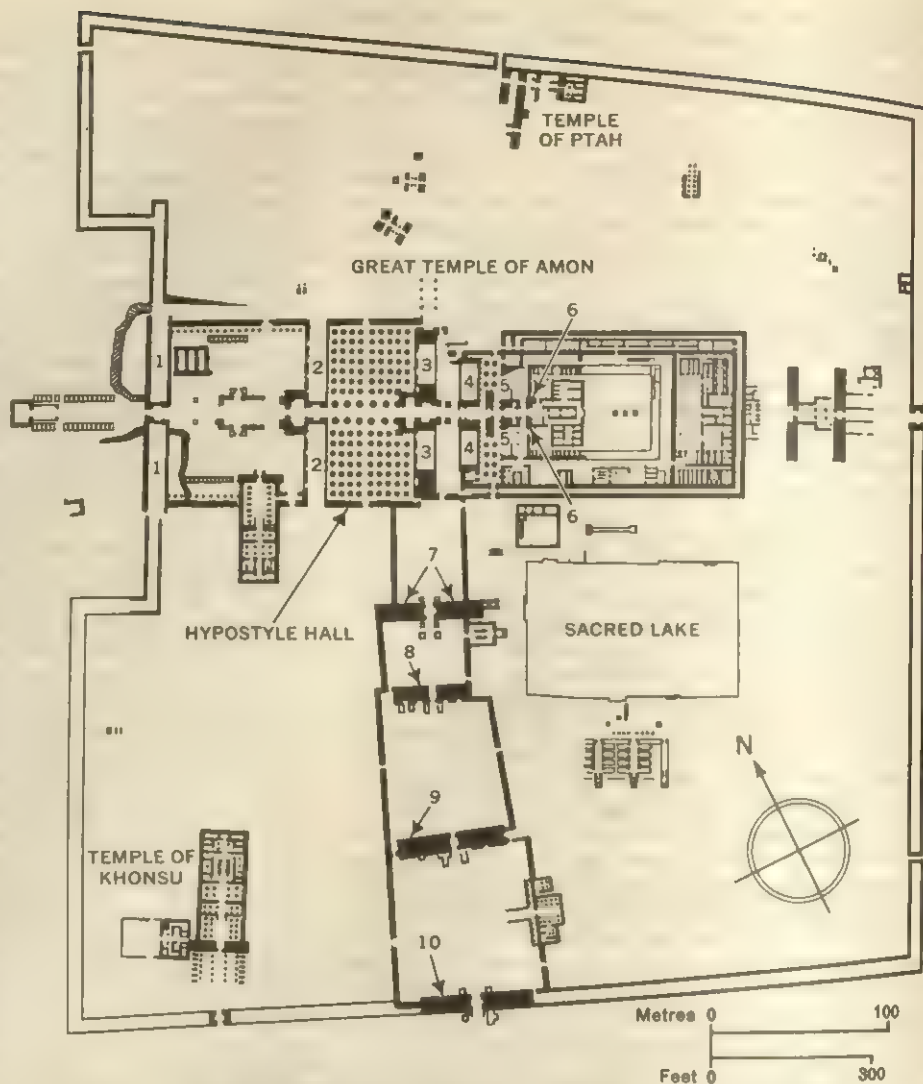 TEMPLE
OF PTAH
GREAT TEMPLE OF AMON
6
1
2
3
4
5
1
2
3
4
5
6
7
HYPOSTYLE HALL
SACRED LAKE
8
N
9
TEMPLE OF
KHONSU
10
Metres 0 100
Feet 0 300